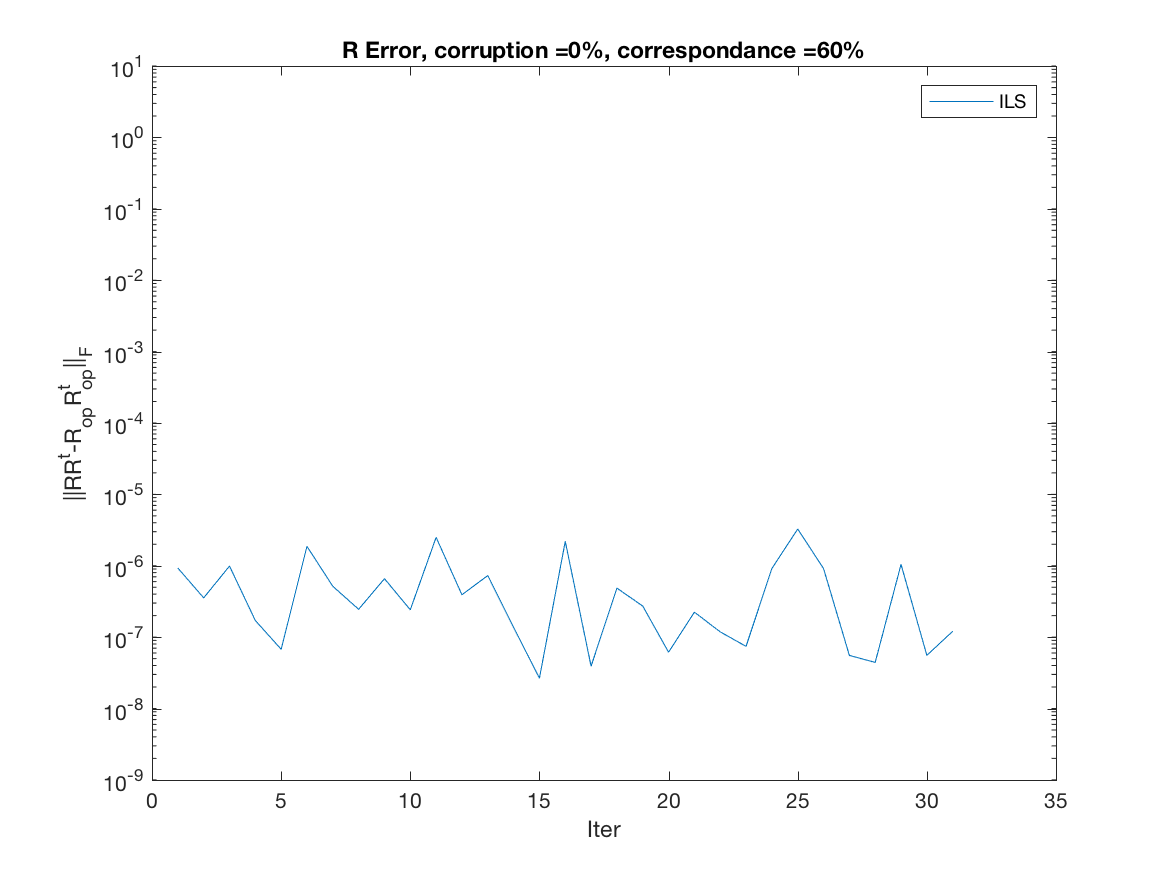 R Error, corruption =0%, correspondance =60%
ILS
10^1
10^0
10^-1
10^-2
10^-3
10^-4
10^-5
10^-6
10^-7
10^-8
10^-9
||RR^t-R_op R^t_op||_F
0 5 10 15 20 25 30 35
Iter